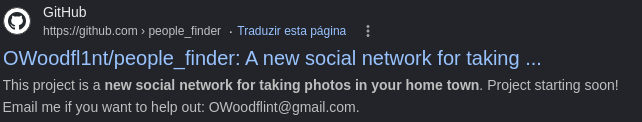 GitHub
https://github.com › people_finder · Traduzir esta página
OWoodfl1nt/people_finder: A new social network for taking ...
This project is a new social network for taking photos in your home town. Project starting soon!
Email me if you want to help out: OWoodflint@gmail.com.